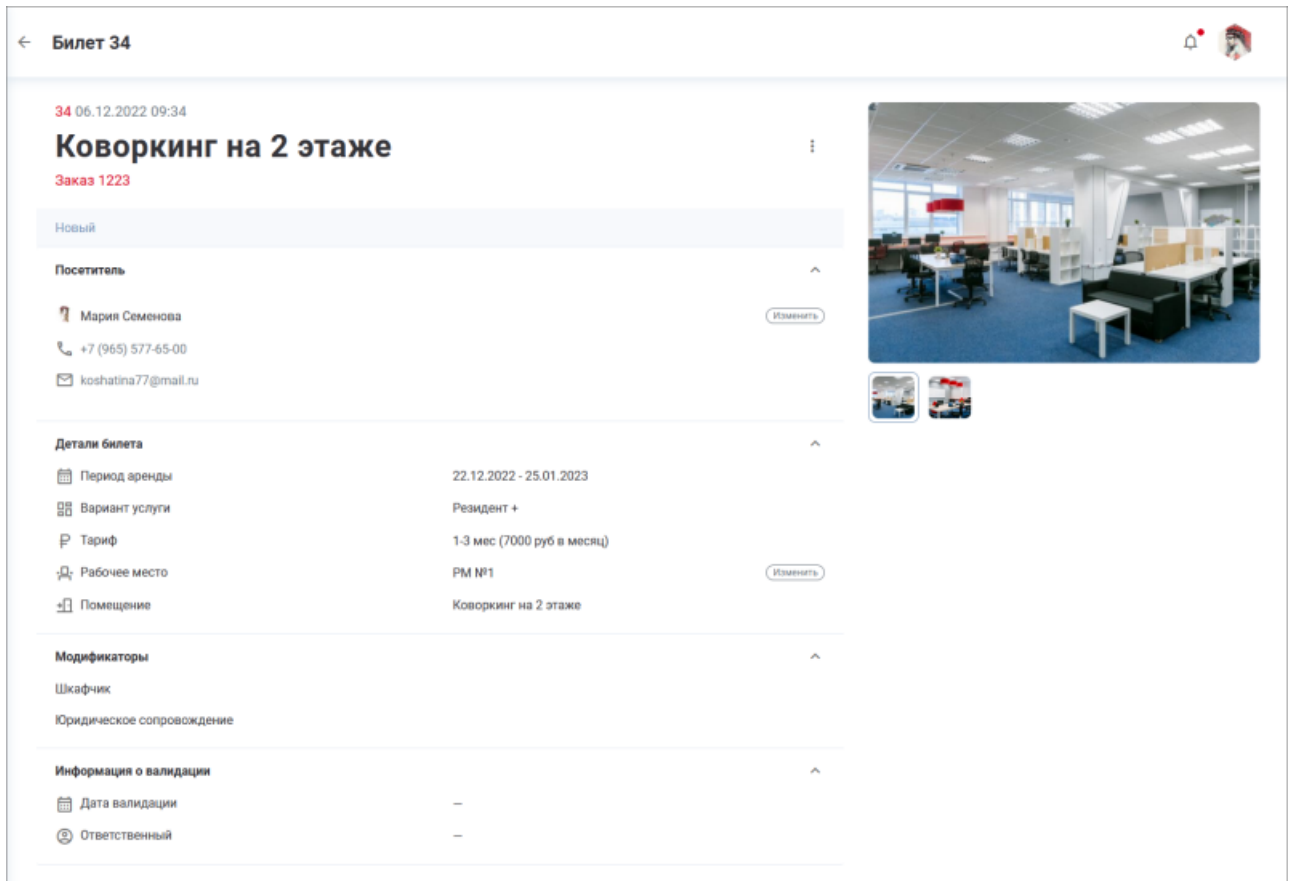 Билет 34
34 06.12.2022 09:34
Коворкинг на 2 этаже
Заказ 1223
Новый
Посетитель
Мария Семенова
Изменить
+7 (965) 577-65-00
koshatina77@mail.ru
Детали билета
Период аренды 22.12.2022 - 25.01.2023
Вариант услуги Резидент +
Тариф 1-3 мес (7000 руб в месяц)
Рабочее место РМ №1 Изменить
Помещение Коворкинг на 2 этаже
Модификаторы
Шкафчик
Юридическое сопровождение
Информация о валидации
Дата валидации —
Ответственный —